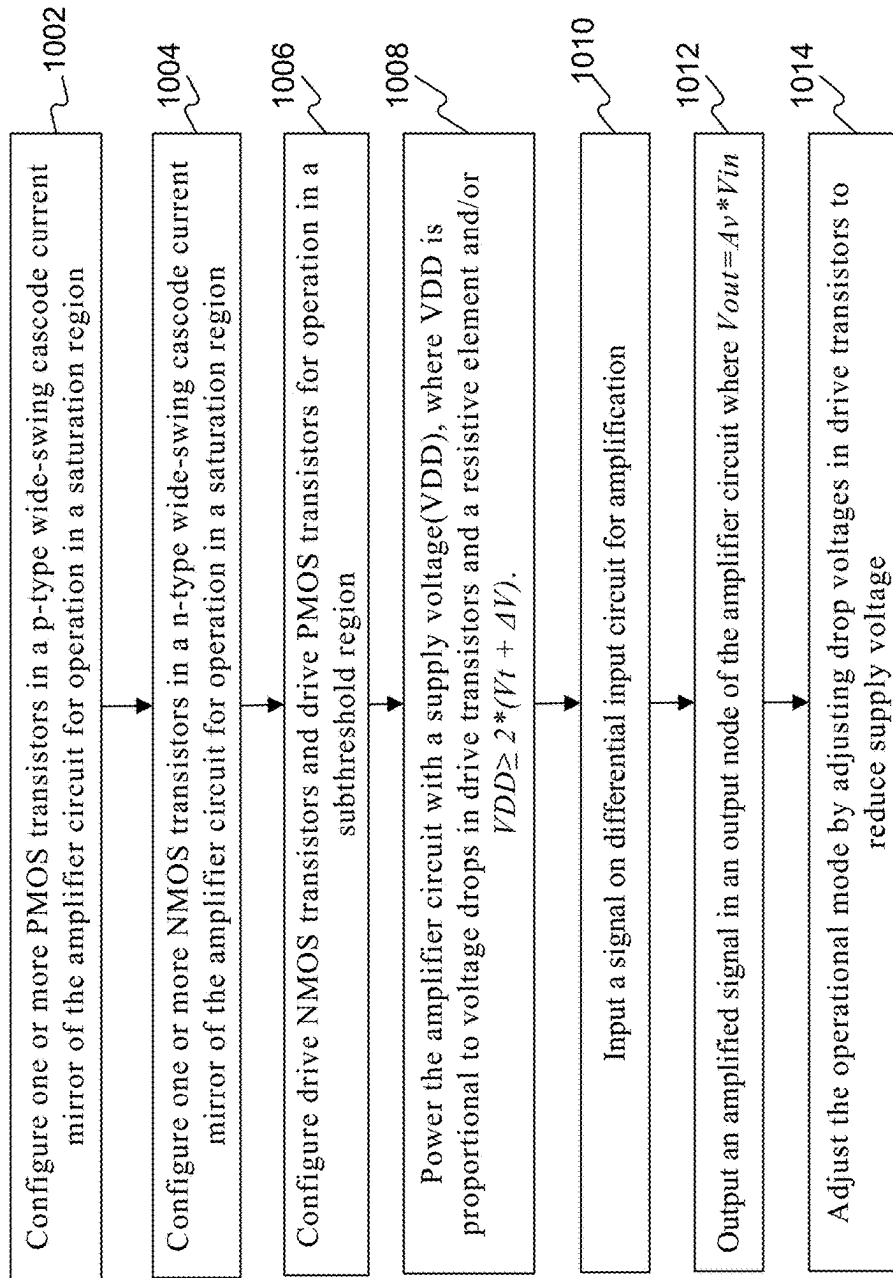 Configure one or more PMOS transistors in a p-type wide-swing cascode current
mirror of the amplifier circuit for operation in a saturation region
1002
Configure one or more NMOS transistors in a n-type wide-swing cascode current
mirror of the amplifier circuit for operation in a saturation region
1004
Configure drive NMOS transistors and drive PMOS transistors for operation in a
subthreshold region
1006
Power the amplifier circuit with a supply voltage(VDD), where VDD is
proportional to voltage drops in drive transistors and a resistive element and/or
VDD≥ 2*(Vt + ΔV).
1008
Input a signal on differential input circuit for amplification
1010
Output an amplified signal in an output node of the amplifier circuit where Vout=Av*Vin
1012
Adjust the operational mode by adjusting drop voltages in drive transistors to
reduce supply voltage
1014